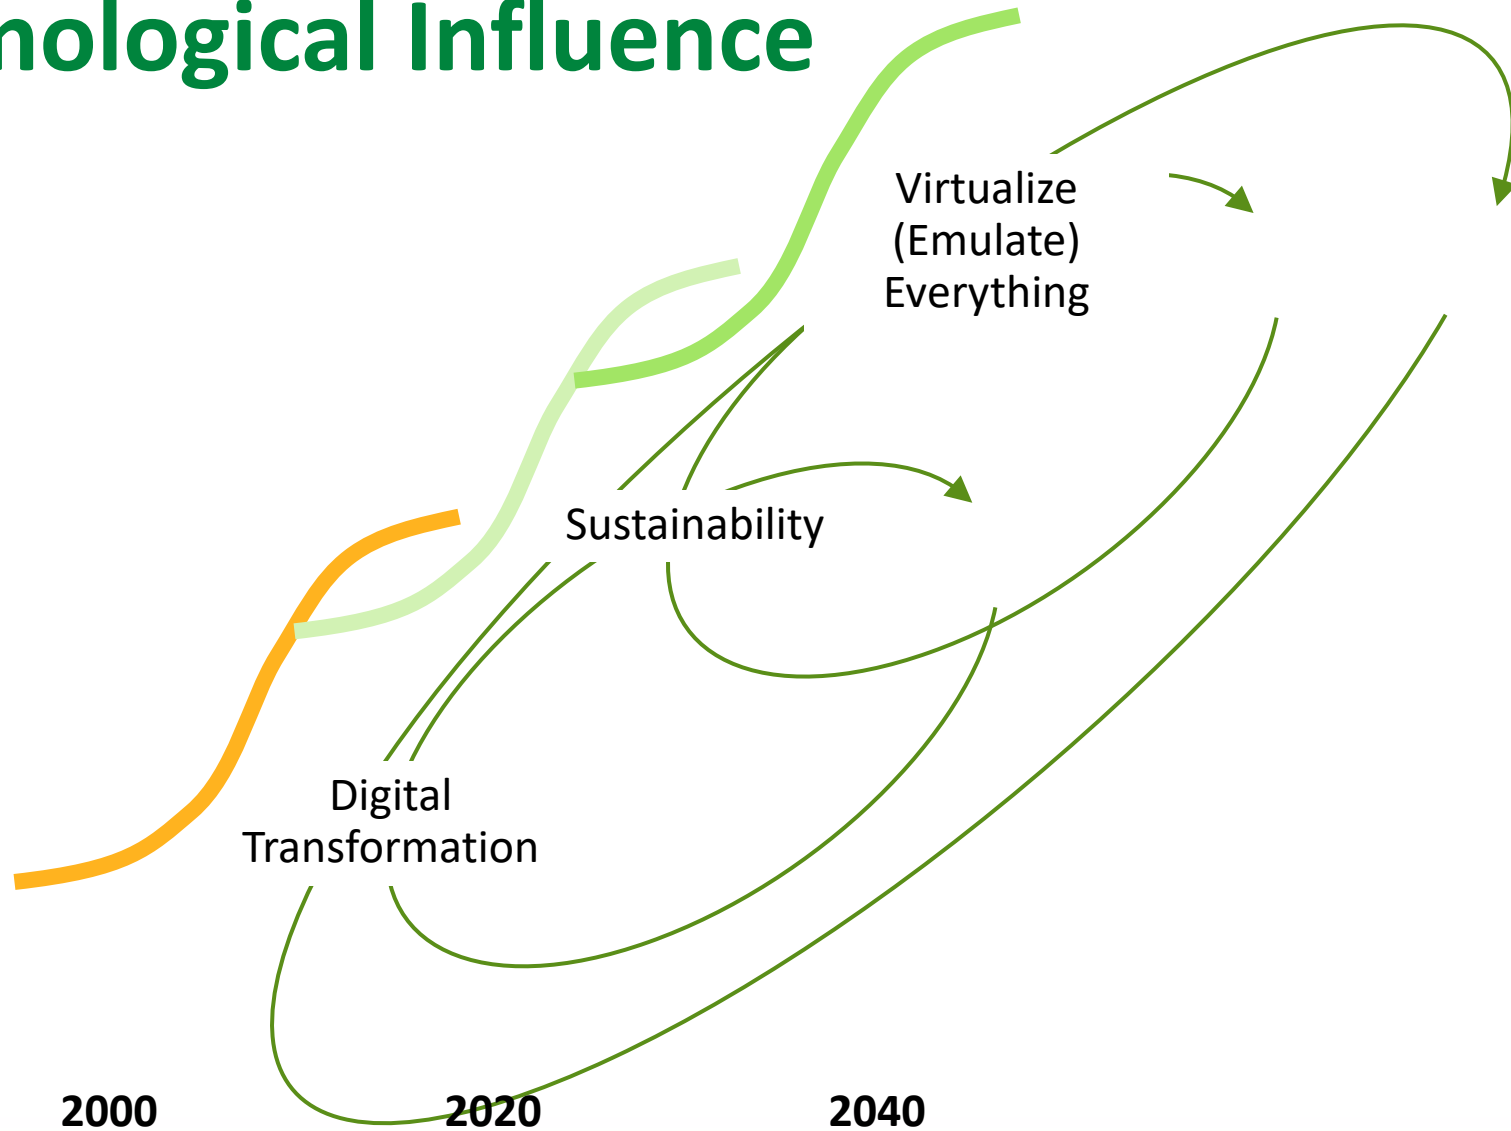 nological Influence
Virtualize
(Emulate)
Everything
Sustainability
Digital
Transformation
2000 2020 2040